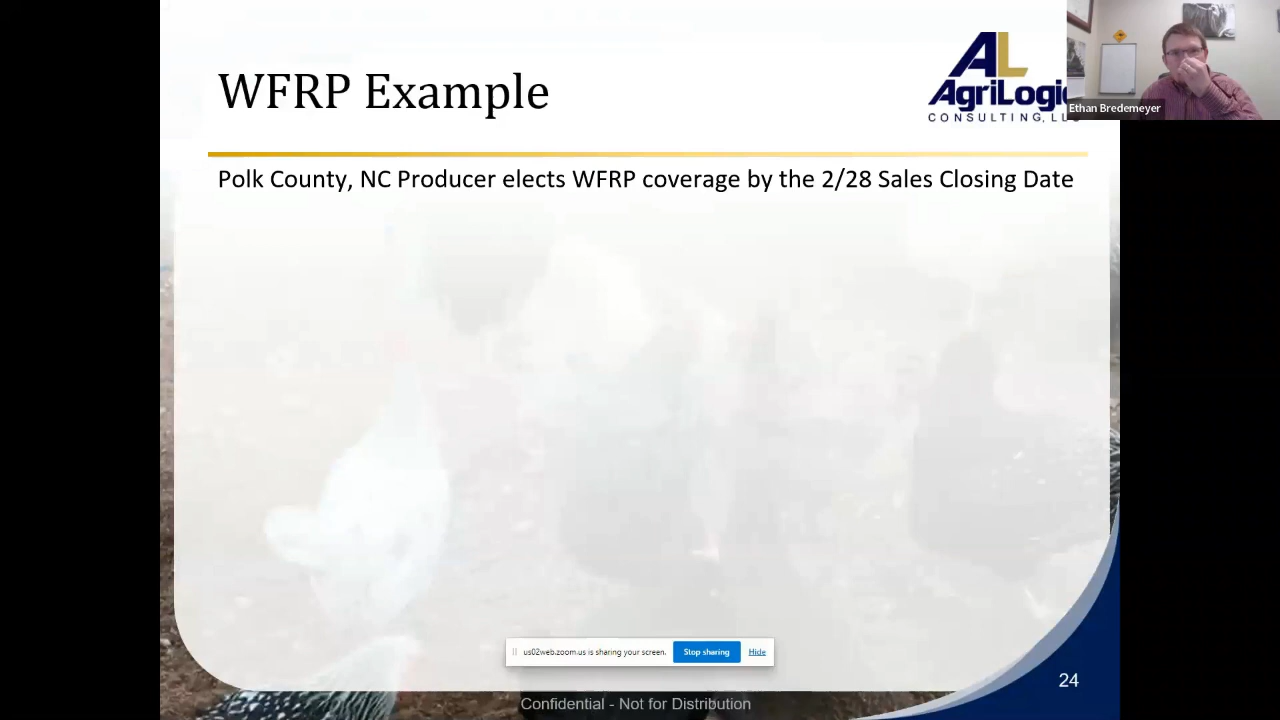 WFRP Example
AL
AgriLogic
CONSULTING, LLC
Ethan Bredemeyer
Polk County, NC Producer elects WFRP coverage by the 2/28 Sales Closing Date
us02web.zoom.us is sharing your screen.
Stop sharing
Hide
24
Confidential - Not for Distribution